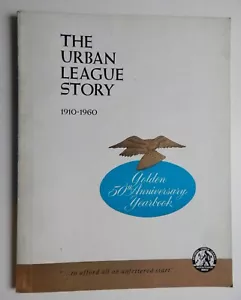 THE
URBAN
LEAGUE
STORY
1910-1960
Golden
50th Anniversary
Yearbook